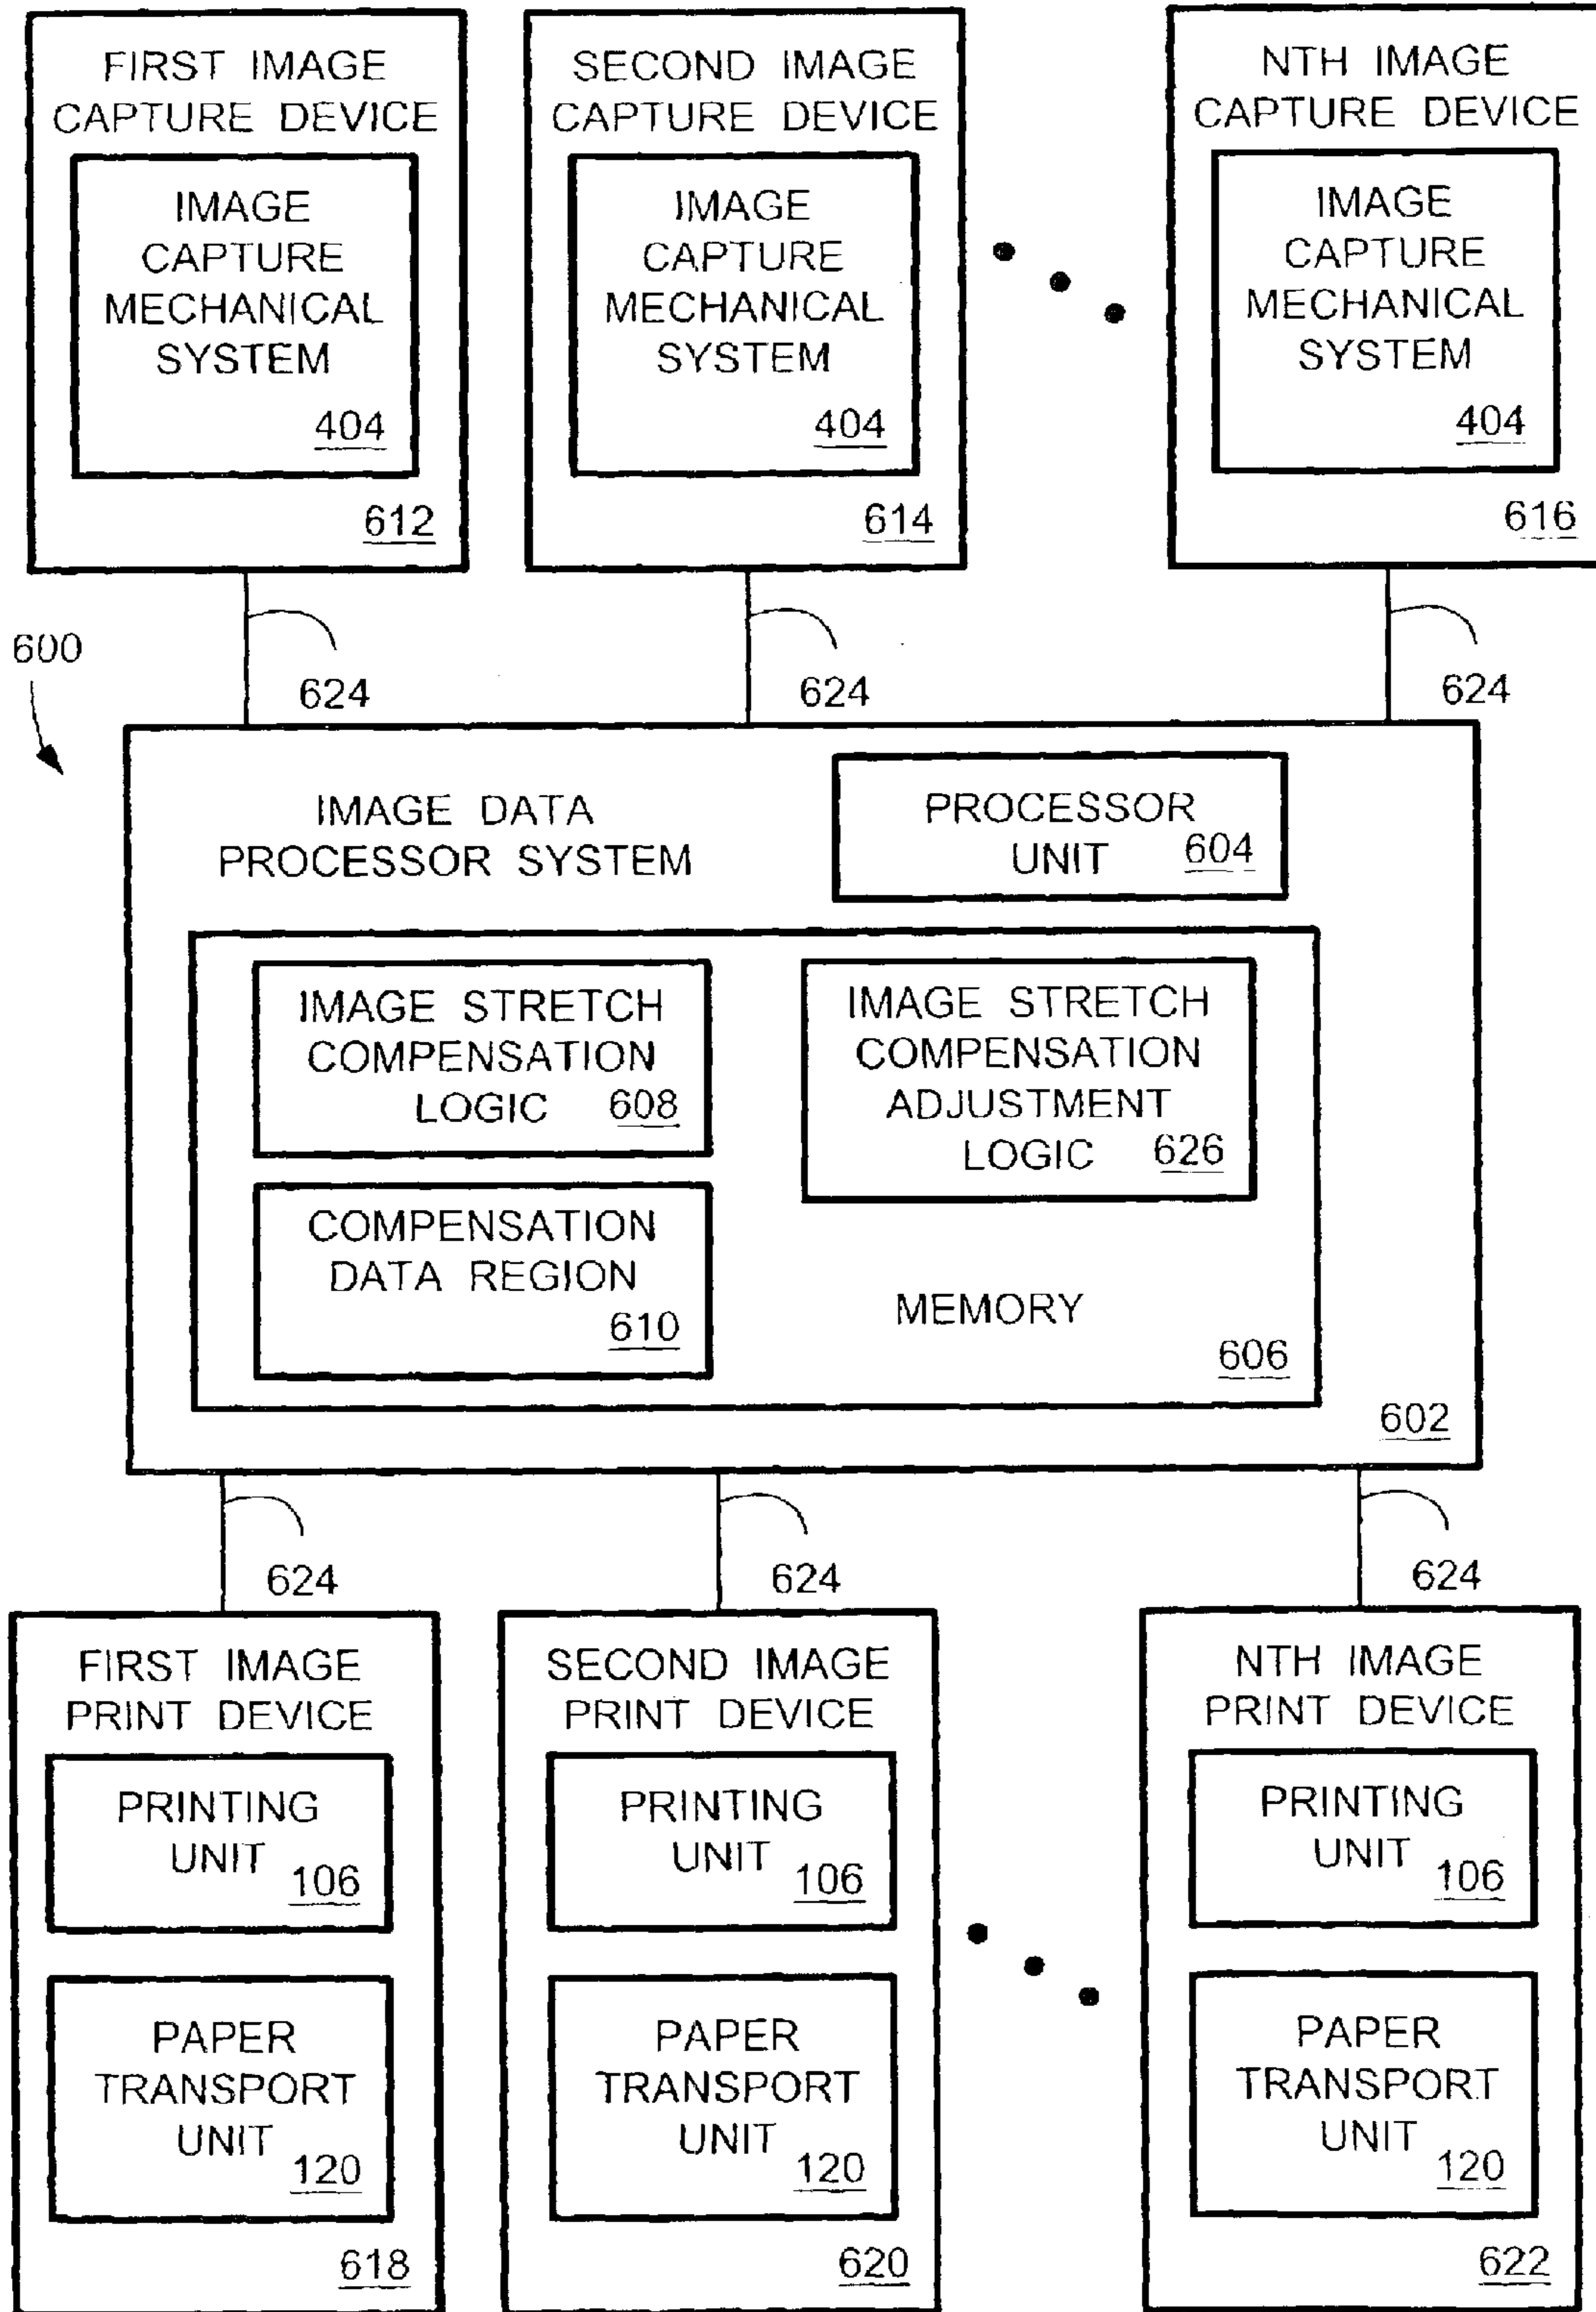 FIRST IMAGE
CAPTURE DEVICE
IMAGE
CAPTURE
MECHANICAL
SYSTEM
404
612
SECOND IMAGE
CAPTURE DEVICE
IMAGE
CAPTURE
MECHANICAL
SYSTEM
404
614
NTH IMAGE
CAPTURE DEVICE
IMAGE
CAPTURE
MECHANICAL
SYSTEM
404
616
600
624
624
624
IMAGE DATA
PROCESSOR SYSTEM
PROCESSOR
UNIT 604
IMAGE STRETCH
COMPENSATION
LOGIC 608
IMAGE STRETCH
COMPENSATION
ADJUSTMENT
LOGIC 626
COMPENSATION
DATA REGION
610
MEMORY
606
602
624
624
624
FIRST IMAGE
PRINT DEVICE
PRINTING
UNIT
106
PAPER
TRANSPORT
UNIT
120
618
SECOND IMAGE
PRINT DEVICE
PRINTING
UNIT
106
PAPER
TRANSPORT
UNIT
120
620
NTH IMAGE
PRINT DEVICE
PRINTING
UNIT
106
PAPER
TRANSPORT
UNIT
120
622